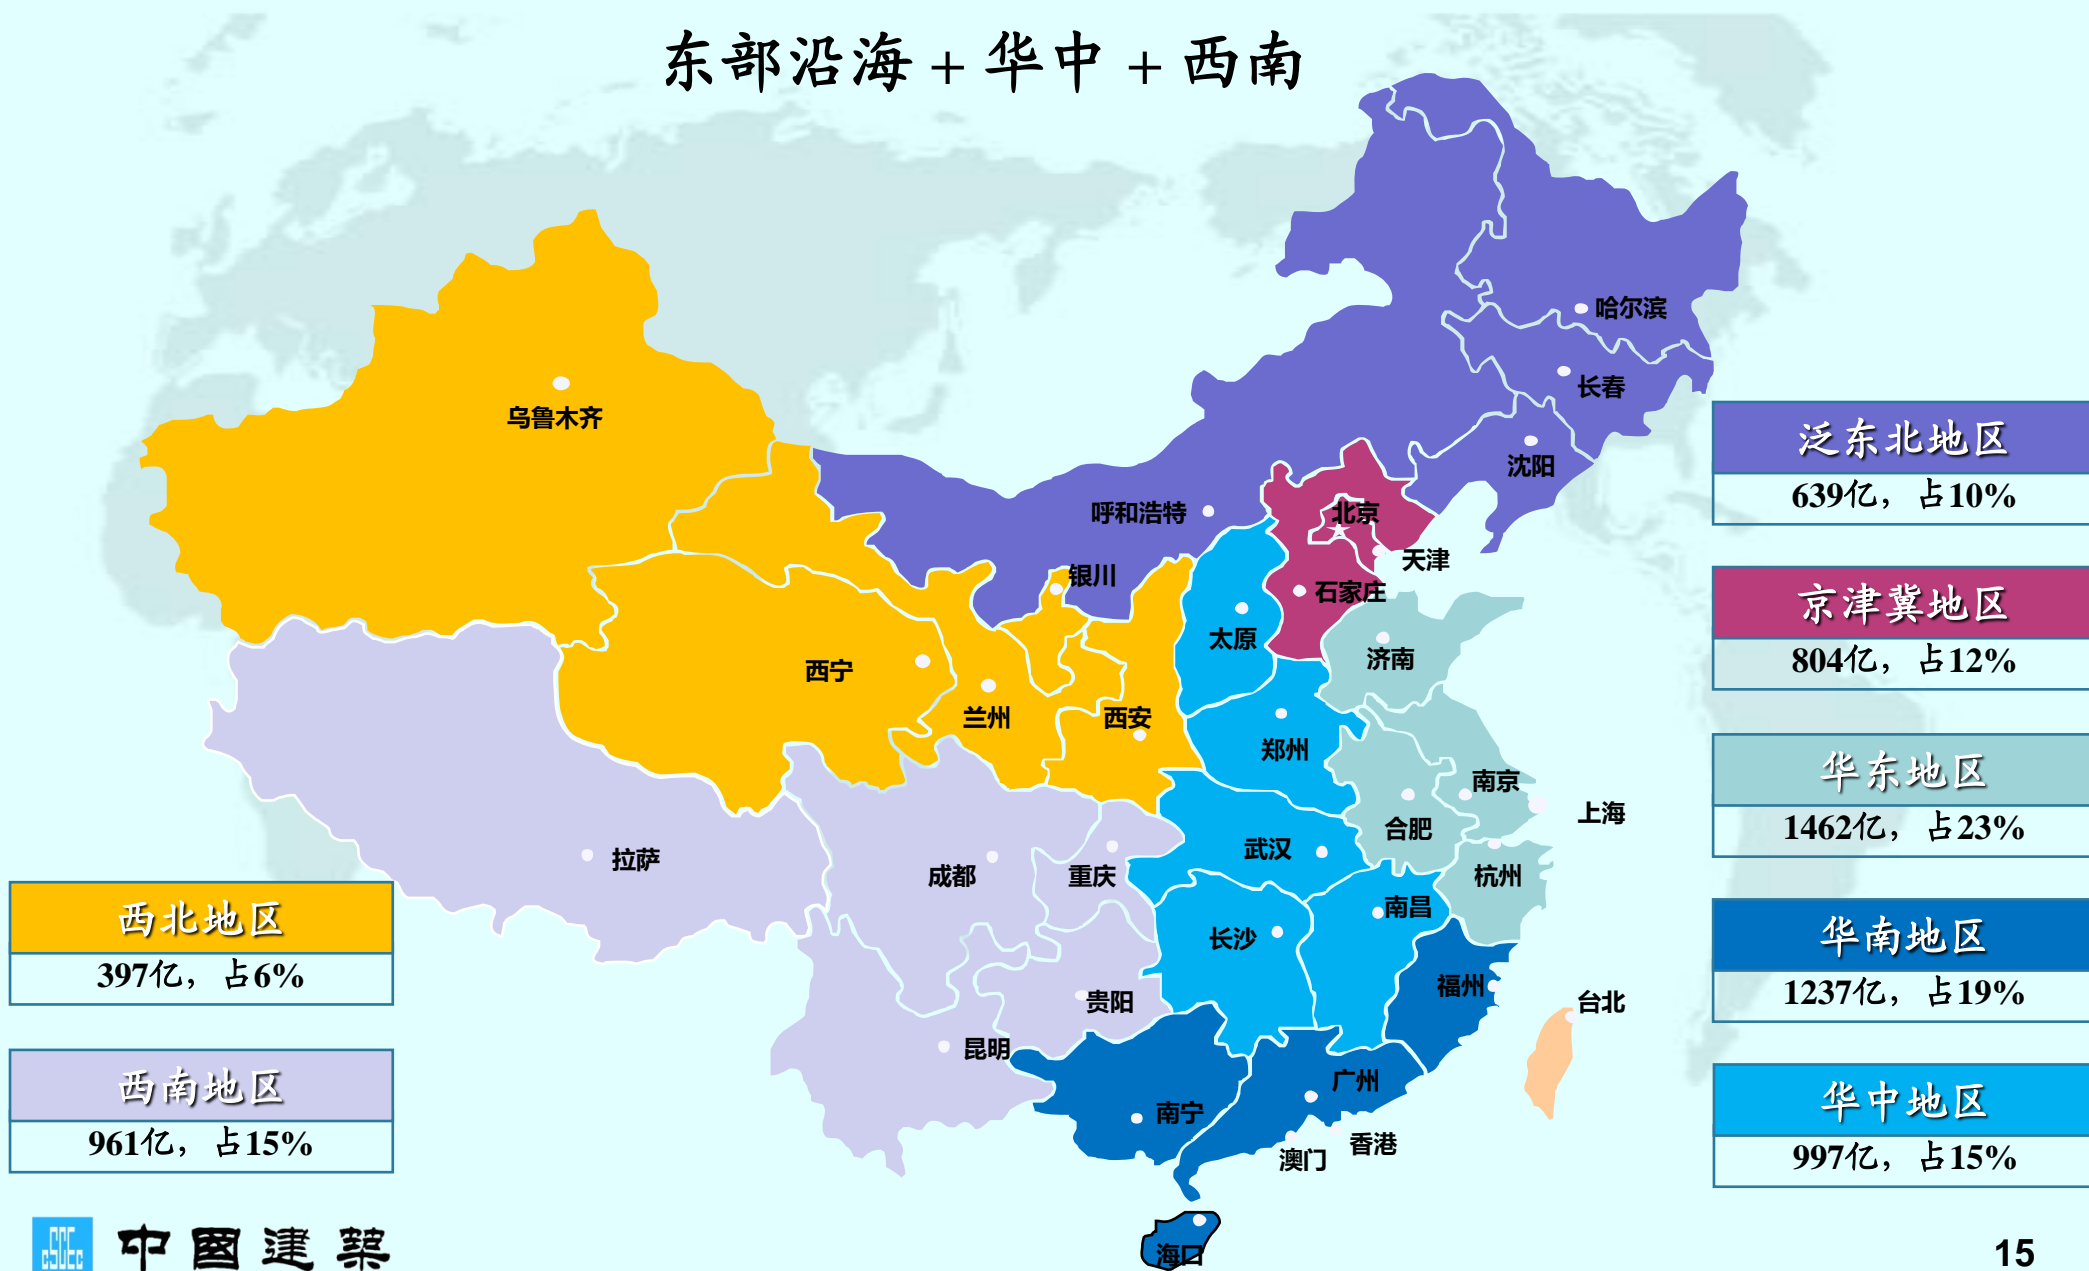 东部沿海 + 华中 + 西南
哈尔滨
长春
乌鲁木齐
沈阳
呼和浩特
北京
天津
银川
石家庄
太原
济南
西宁
兰州
西安
郑州
南京
上海
合肥
武汉
拉萨
成都
重庆
杭州
南昌
长沙
福州
贵阳
台北
昆明
广州
南宁
香港
澳门
海口
泛东北地区
639亿，占10%
京津冀地区
804亿，占12%
华东地区
1462亿，占23%
华南地区
1237亿，占19%
华中地区
997亿，占15%
西北地区
397亿，占6%
西南地区
961亿，占15%
CSCEC
中國建築
15